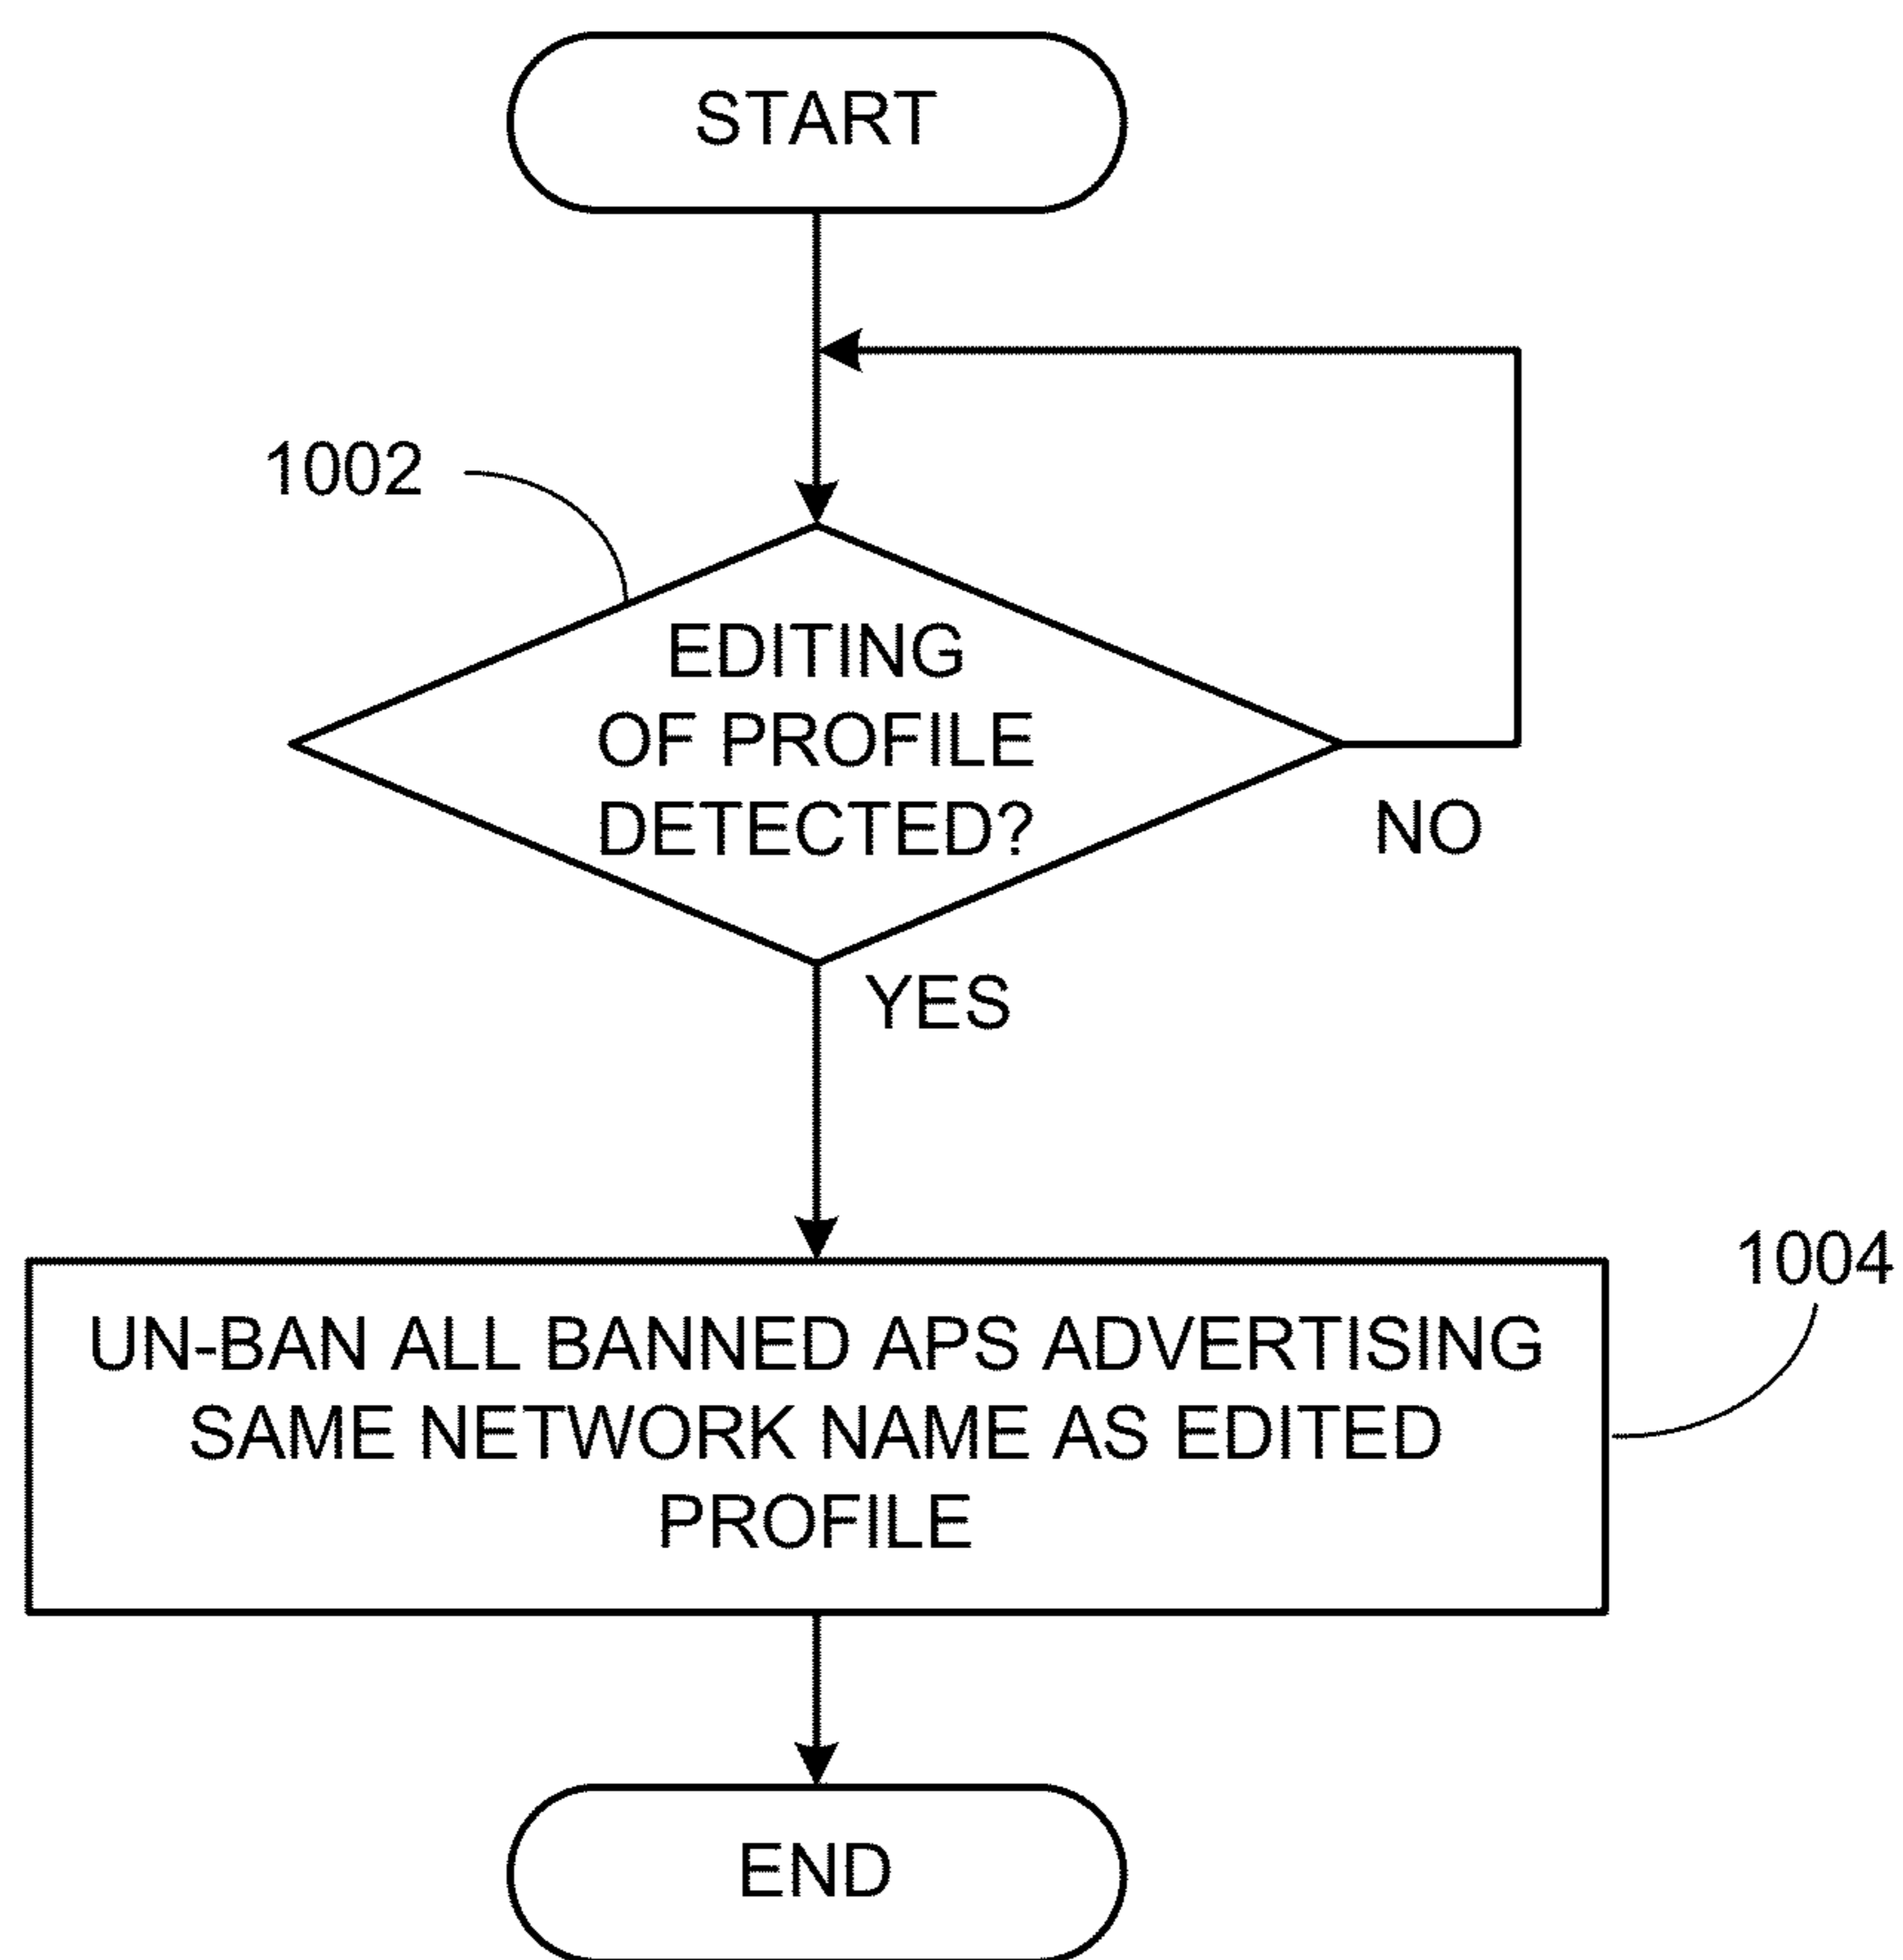 START
1002
EDITING
OF PROFILE
DETECTED?
NO
YES
1004
UN-BAN ALL BANNED APS ADVERTISING
SAME NETWORK NAME AS EDITED
PROFILE
END